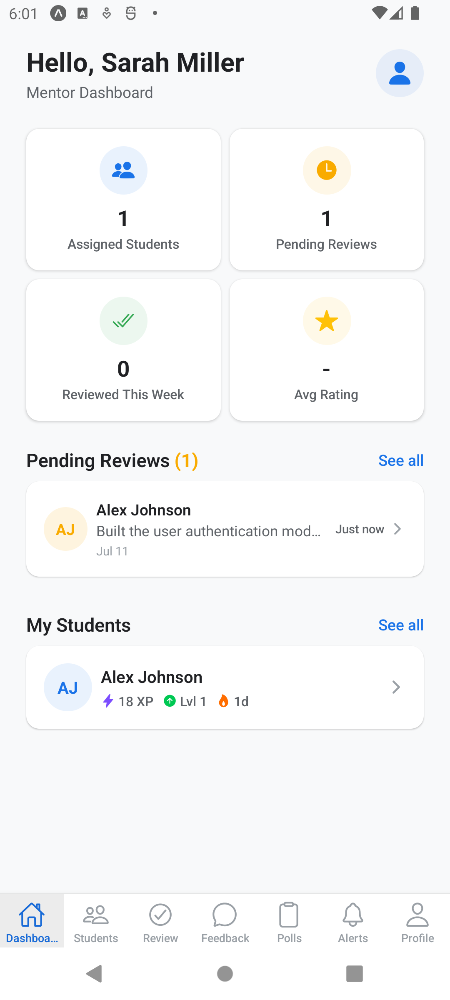 6:01
Hello, Sarah Miller
Mentor Dashboard
1
Assigned Students
1
Pending Reviews
0
Reviewed This Week
-
Avg Rating
Pending Reviews (1)
See all
AJ
Alex Johnson
Built the user authentication mod...
Just now
Jul 11
My Students
See all
AJ
Alex Johnson
18 XP
Lvl 1
1d
Dashboa...
Students
Review
Feedback
Polls
Alerts
Profile